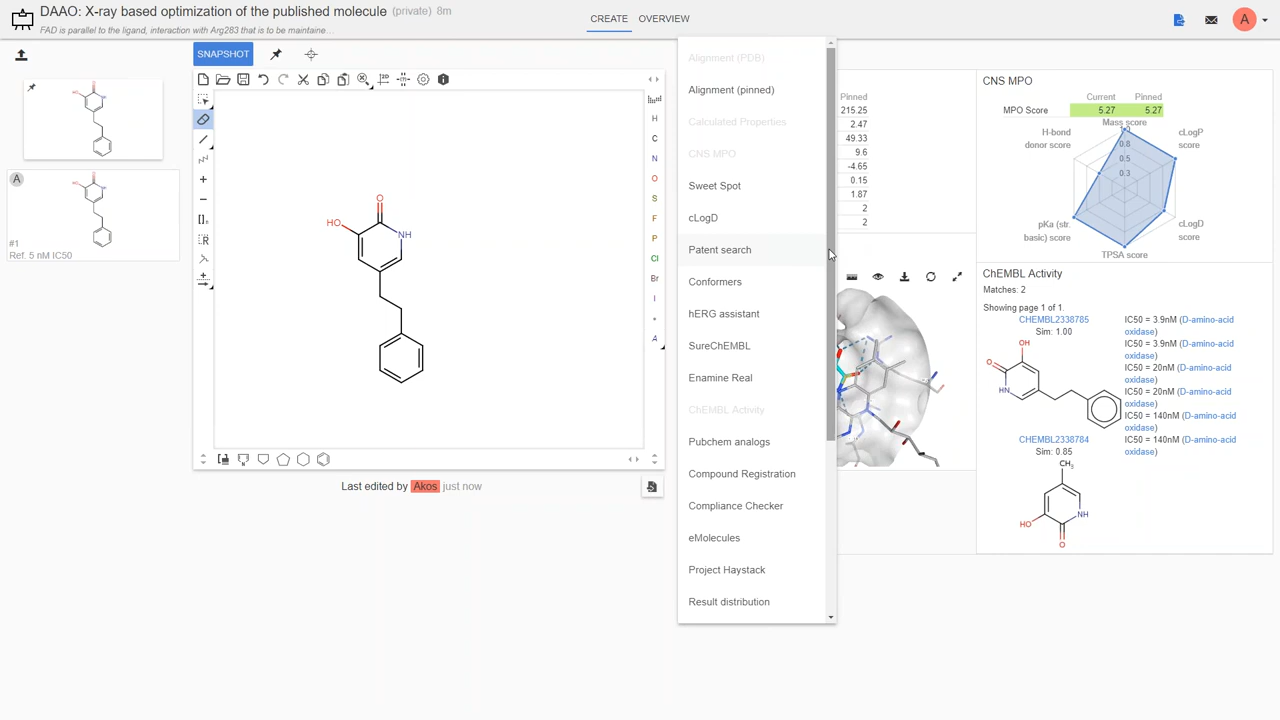 DAAO: X-ray based optimization of the published molecule (private) 8m
FAD is parallel to the ligand, interaction with Arg283 that is to be maintaine…
CREATE OVERVIEW
A
SNAPSHOT
HO O NH
A
#1
Ref. 5 nM IC50
HO
O
NH
H
C
N
O
S
F
P
Cl
Br
I
*
A
Last edited by Akos just now
Alignment (PDB)
Alignment (pinned)
Calculated Properties
CNS MPO
Sweet Spot
cLogD
Patent search
Conformers
hERG assistant
SureChEMBL
Enamine Real
ChEMBL Activity
Pubchem analogs
Compound Registration
Compliance Checker
eMolecules
Project Haystack
Result distribution
Pinned
215.25
2.47
49.33
9.6
-4.65
0.15
1.87
2
2
CNS MPO
Current Pinned
MPO Score 5.27 5.27
Mass score
H-bond
donor score
cLogP
score
0.8
0.5
0.3
pKa (str.
basic) score
cLogD
score
TPSA score
ChEMBL Activity
Matches: 2
Showing page 1 of 1.
CHEMBL2338785
Sim: 1.00
OH
O
HN
IC50 = 3.9nM (D-amino-acid
oxidase)
IC50 = 3.9nM (D-amino-acid
oxidase)
IC50 = 20nM (D-amino-acid
oxidase)
IC50 = 20nM (D-amino-acid
oxidase)
IC50 = 140nM (D-amino-acid
oxidase)
IC50 = 140nM (D-amino-acid
oxidase)
CHEMBL2338784
Sim: 0.85
CH3
NH
HO
O